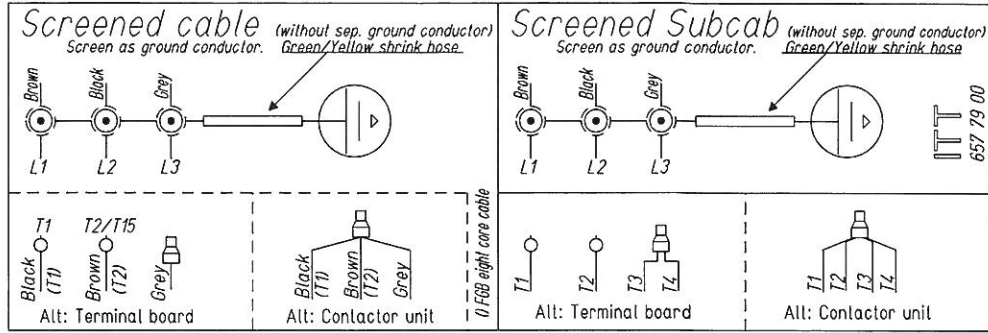 Screened cable (without sep. ground conductor)
Screen as ground conductor. Green/Yellow shrink hose
Brown
Black
Grey
L1
L2
L3
T1
T2/T15
Black
(T1)
Brown
(T2)
Grey
Alt: Terminal board
Black
(T1)
Brown
(T2)
Grey
Alt: Contactor unit
0 FGB eight core cable
Screened Subcab (without sep. ground conductor)
Screen as ground conductor. Green/Yellow shrink hose
Brown
Black
Grey
L1
L2
L3
ITT
657 79 00
T1
T2
T3
T4
Alt: Terminal board
T1
T2
T3
T4
Alt: Contactor unit